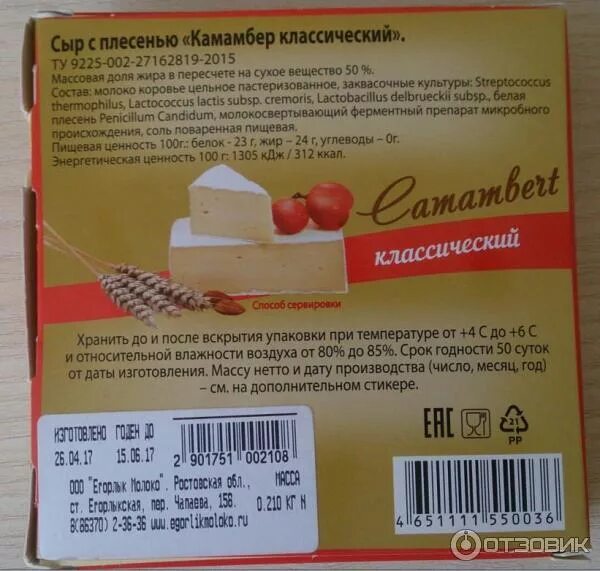 Сыр с плесенью «Камамбер классический».
ТУ 9225-002-27162819-2015
Массовая доля жира в пересчете на сухое вещество 50 %.
Состав: молоко коровье цельное пастеризованное, заквасочные культуры: Streptococcus
thermophilus, Lactococcus lactis subsp. cremoris, Lactobacillus delbrueckii subsp., белая
плесень Penicillum Candidum, молокосвертывающий ферментный препарат микробного
происхождения, соль поваренная пищевая.
Пищевая ценность 100г.: белок - 23 г, жир – 24 г, углеводы – 0г.
Энергетическая ценность 100 г: 1305 кДж / 312 ккал.
Camambert
классический
Способ сервировки
Хранить до и после вскрытия упаковки при температуре от +4 С до +6 С
и относительной влажности воздуха от 80% до 85%. Срок годности 50 суток
от даты изготовления. Массу нетто и дату производства (число, месяц, год)
– см. на дополнительном стикере.
ИЗГОТОВЛЕНО ГОДЕН ДО
26.04.17 15.06.17
2 901751 002108
ООО "Егорлык Молоко". Ростовская обл.,
ст. Егорлыкская, пер. Чапаева, 158.
8(86370) 2-36-36 www.egorlikmoloko.ru
МАССА
0.210 КГ N
EAC
21
PP
4 651111 550036
ОТЗОВИК